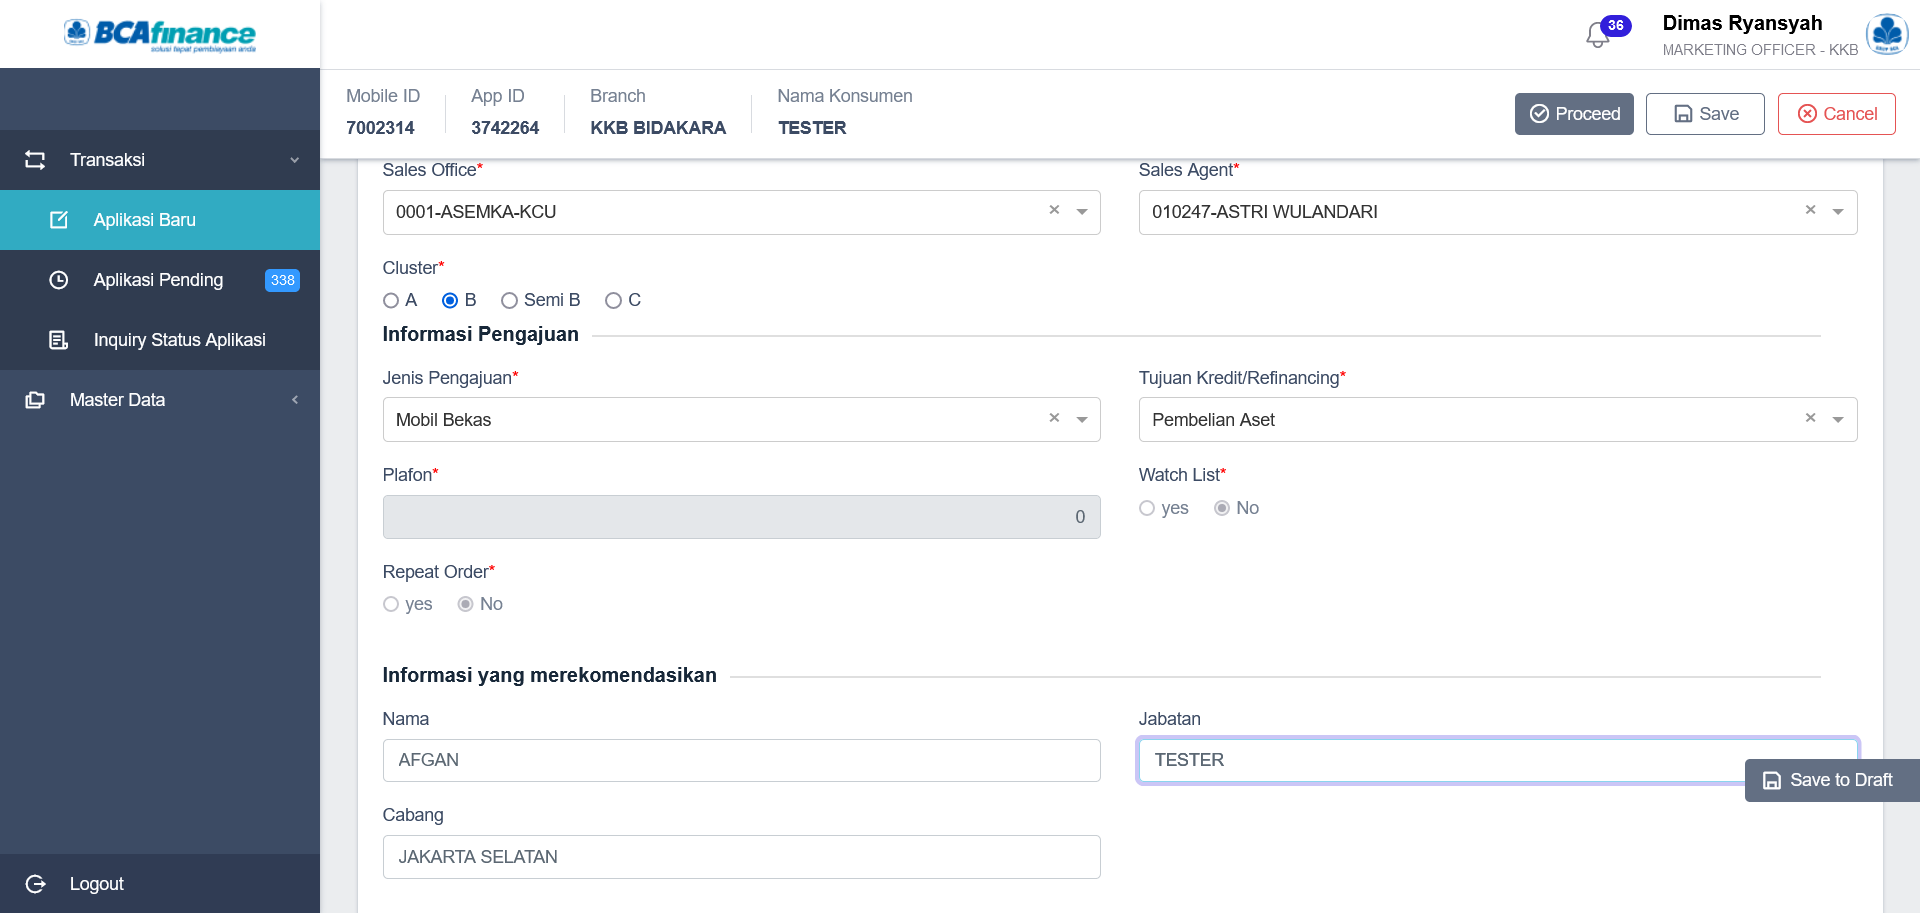 BCAfinance
solusi tepat pembiayaan anda
36
Dimas Ryansyah
MARKETING OFFICER - KKB
Mobile ID
7002314
App ID
3742264
Branch
KKB BIDAKARA
Nama Konsumen
TESTER
Proceed
Save
Cancel
Transaksi
Aplikasi Baru
Aplikasi Pending
338
Inquiry Status Aplikasi
Master Data
Logout
Sales Office*
0001-ASEMKA-KCU
Sales Agent*
010247-ASTRI WULANDARI
Cluster*
A B Semi B C
Informasi Pengajuan
Jenis Pengajuan*
Mobil Bekas
Tujuan Kredit/Refinancing*
Pembelian Aset
Plafon*
0
Watch List*
yes No
Repeat Order*
yes No
Informasi yang merekomendasikan
Nama
AFGAN
Jabatan
TESTER
Save to Draft
Cabang
JAKARTA SELATAN